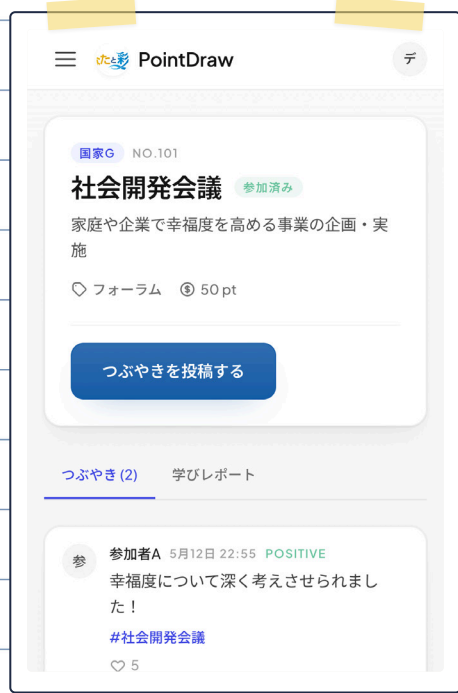 ひたと彩 PointDraw
デ
国家G NO.101
社会開発会議 参加済み
家庭や企業で幸福度を高める事業の企画・実
施
フォーラム 50 pt
つぶやきを投稿する
つぶやき (2) 学びレポート
参
参加者A 5月12日 22:55 POSITIVE
幸福度について深く考えさせられまし
た！
#社会開発会議
5